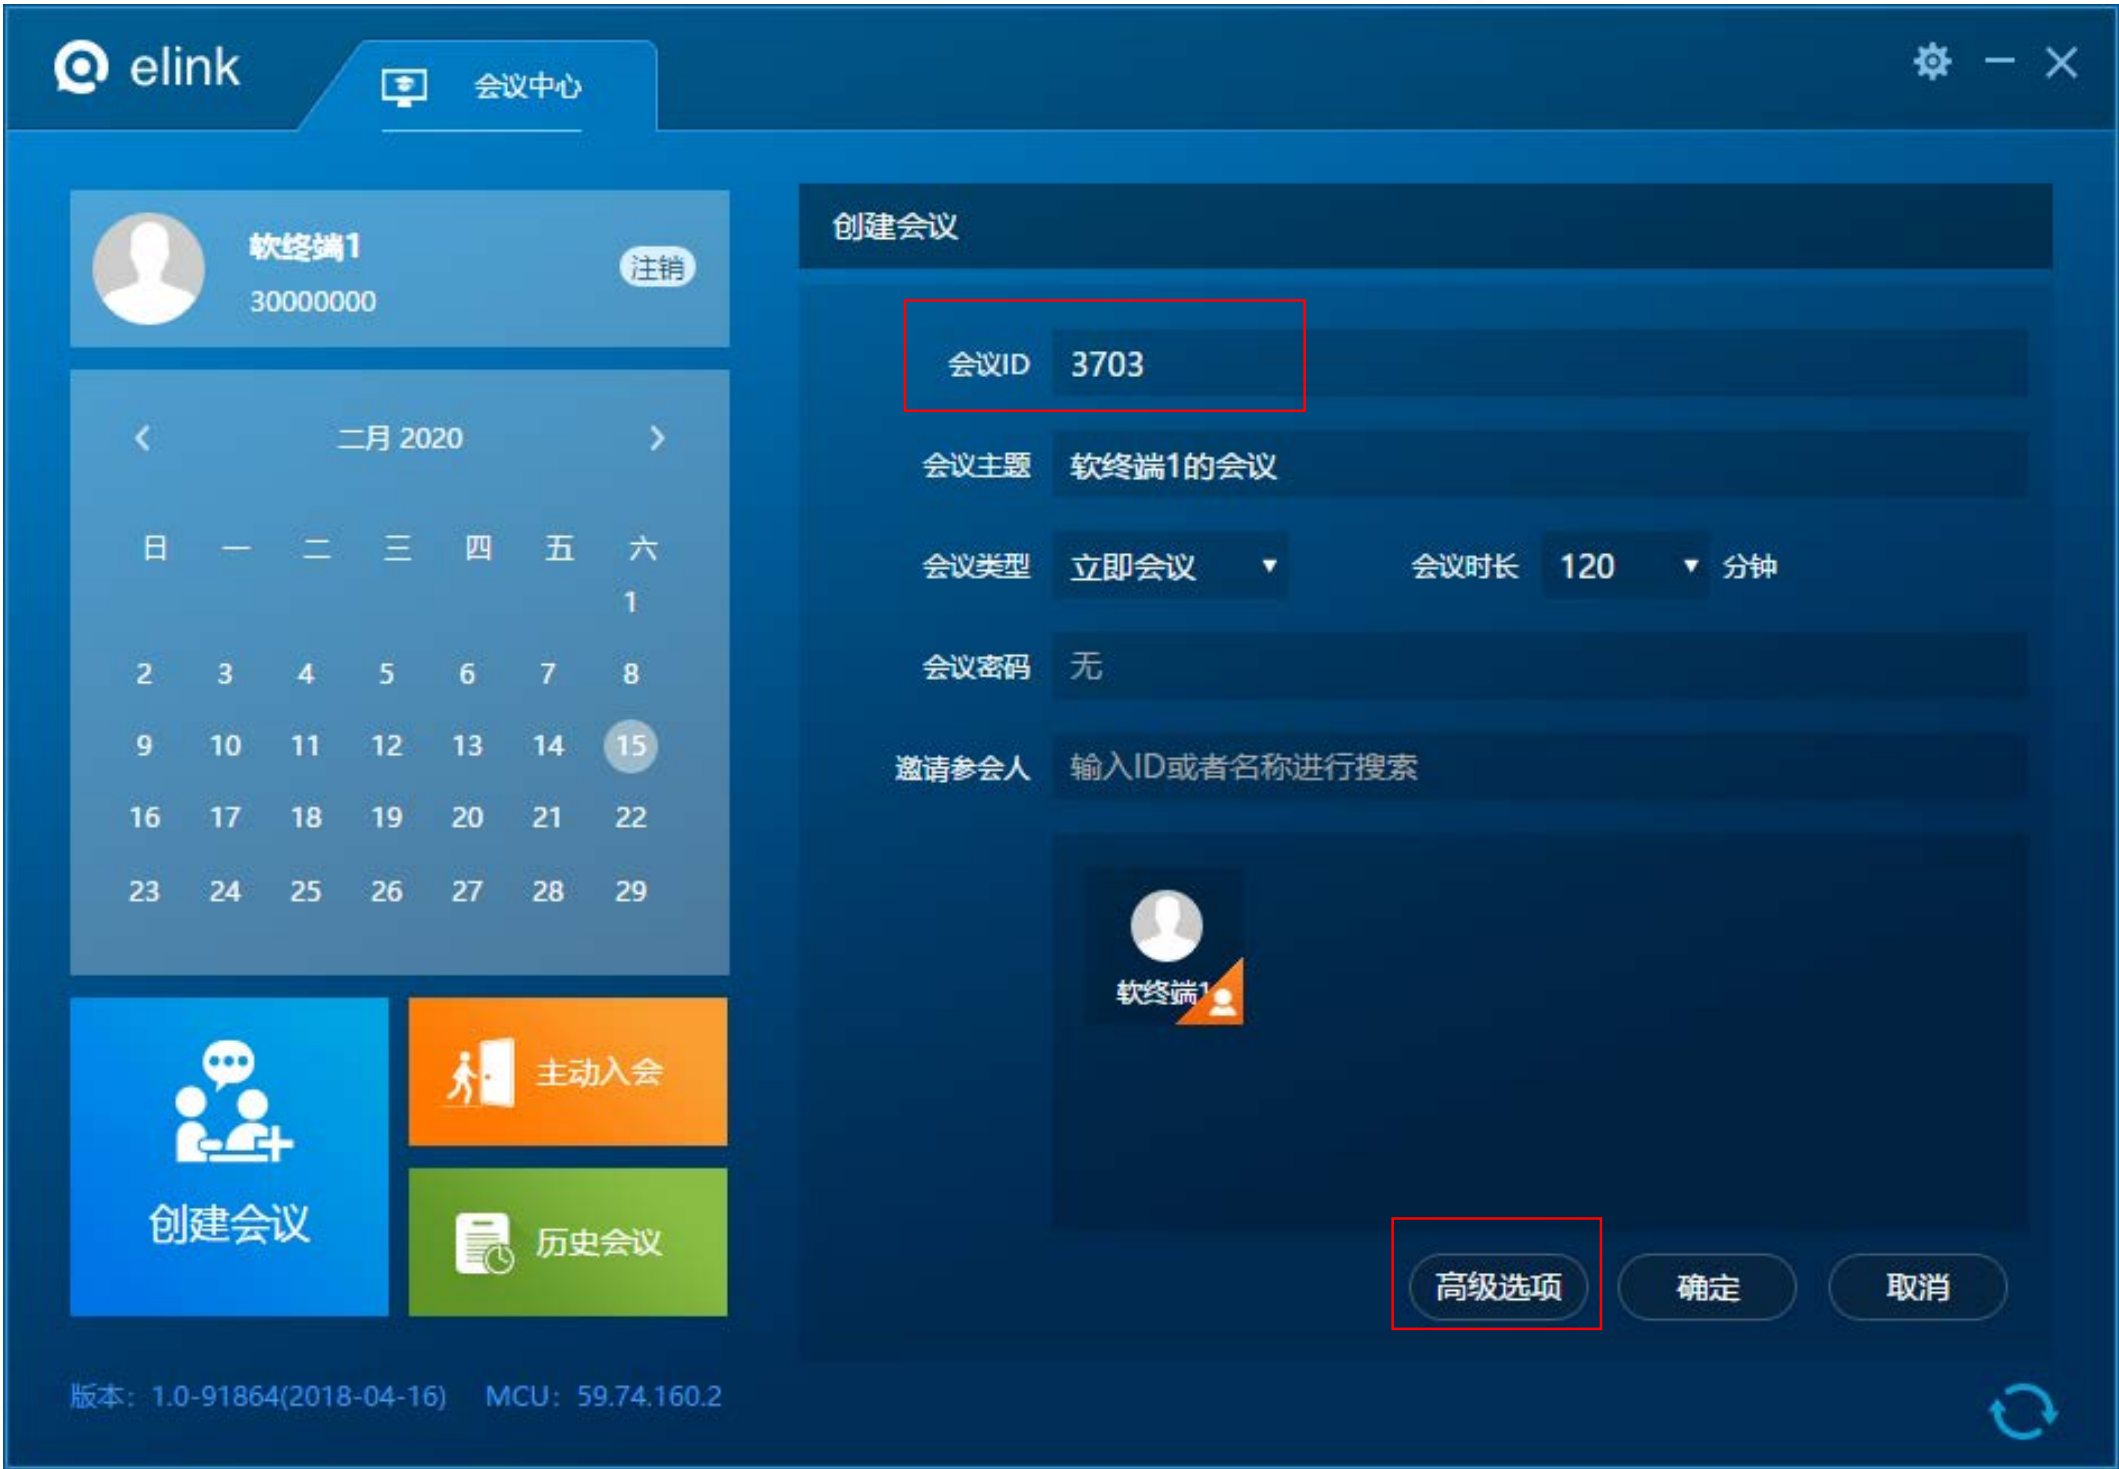 elink
会议中心
软终端1
30000000
注销
二月 2020
日 一 二 三 四 五 六
1
2 3 4 5 6 7 8
9 10 11 12 13 14 15
16 17 18 19 20 21 22
23 24 25 26 27 28 29
创建会议
主动入会
历史会议
版本：1.0-91864(2018-04-16) MCU：59.74.160.2
创建会议
会议ID 3703
会议主题 软终端1的会议
会议类型 立即会议 会议时长 120 分钟
会议密码 无
邀请参会人 输入ID或者名称进行搜索
软终端1
高级选项 确定 取消